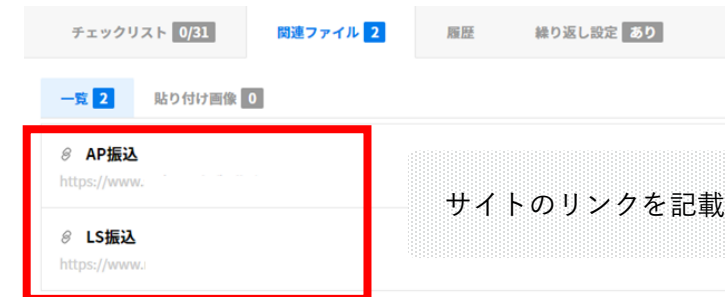 チェックリスト 0/31 関連ファイル 2 履歴 繰り返し設定 あり
一覧 2 貼り付け画像 0
AP振込
https://www.
サイトのリンクを記載
LS振込
https://www.